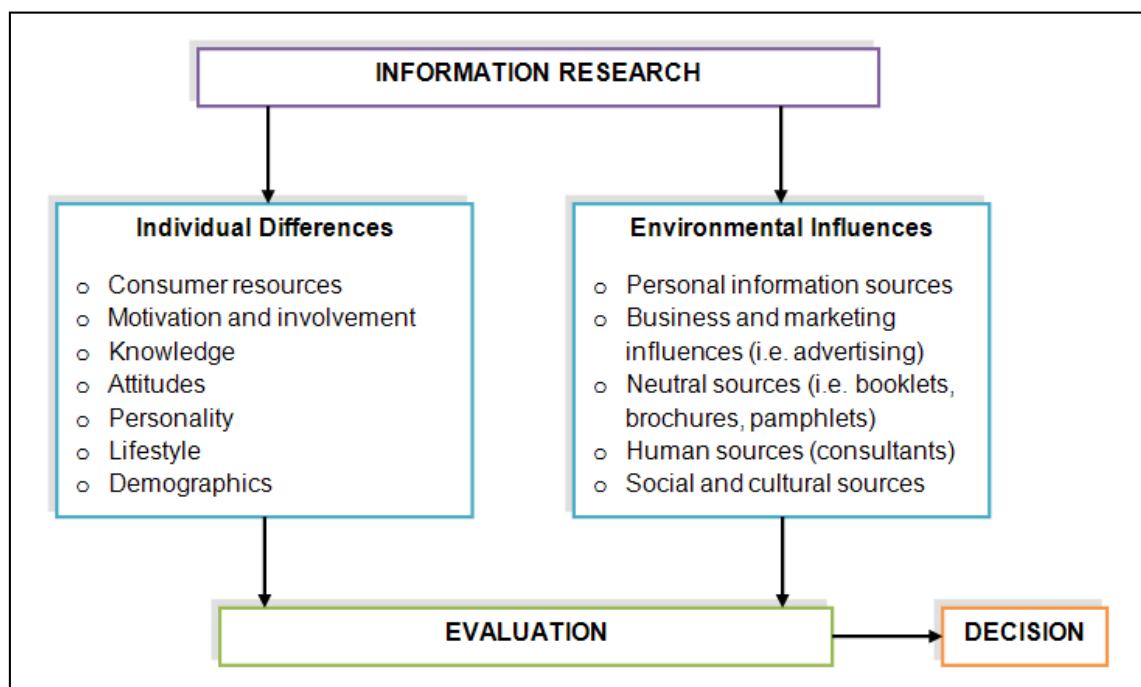 INFORMATION RESEARCH
Individual Differences
o Consumer resources
o Motivation and involvement
o Knowledge
o Attitudes
o Personality
o Lifestyle
o Demographics
Environmental Influences
o Personal information sources
o Business and marketing
influences (i.e. advertising)
o Neutral sources (i.e. booklets,
brochures, pamphlets)
o Human sources (consultants)
o Social and cultural sources
EVALUATION
DECISION